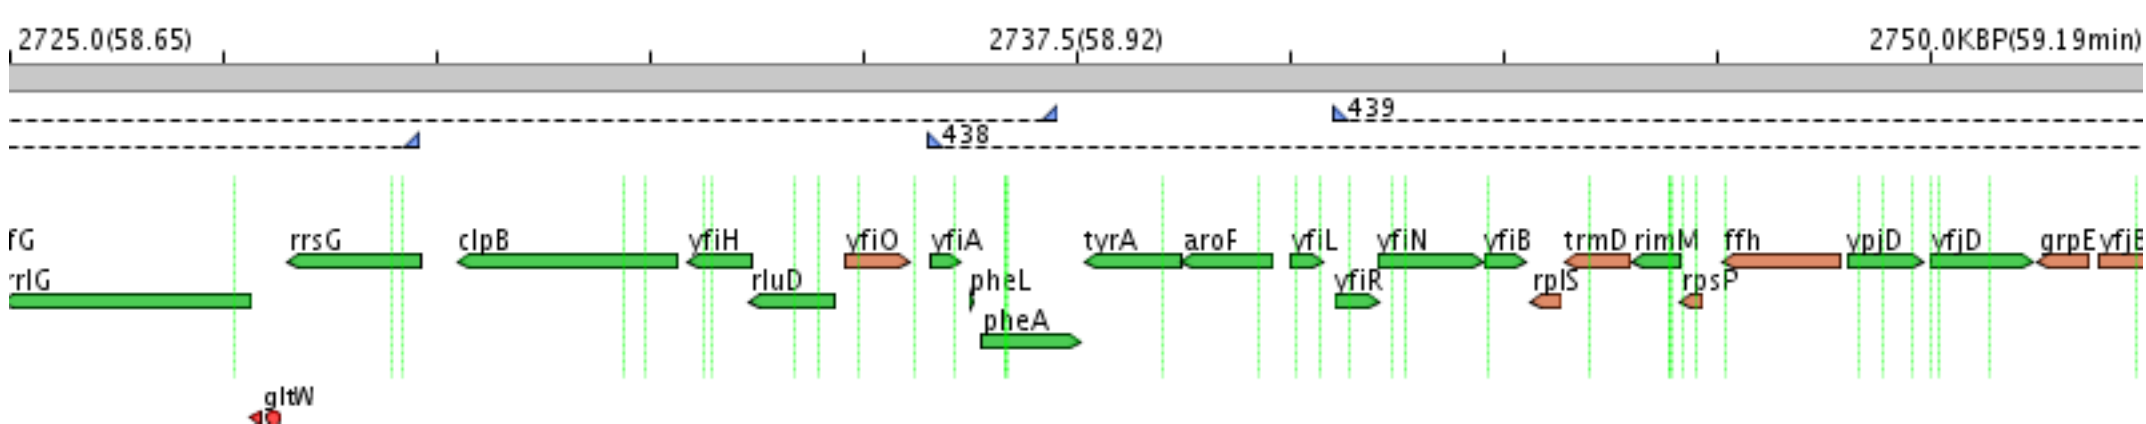 2725.0(58.65) 2737.5(58.92) 2750.0KBP(59.19min)
439
438
fG rrsG clpB yfiH yfiO yfiA tyrA aroF yfiL yfiN yfiB trmD rimM ffh ypjD yfjD grpE yfjB
rrlG rluD pheL yfiR rplS rpsP
pheA
gltW